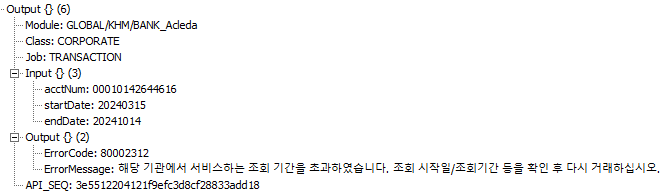 Output {} (6)
Module: GLOBAL/KHM/BANK_Acleda
Class: CORPORATE
Job: TRANSACTION
Input {} (3)
acctNum: 00010142644616
startDate: 20240315
endDate: 20241014
Output {} (2)
ErrorCode: 80002312
ErrorMessage: 해당 기관에서 서비스하는 조회 기간을 초과하였습니다. 조회 시작일/조회기간 등을 확인 후 다시 거래하십시오.
API_SEQ: 3e5512204121f9efc3d8cf28833add18